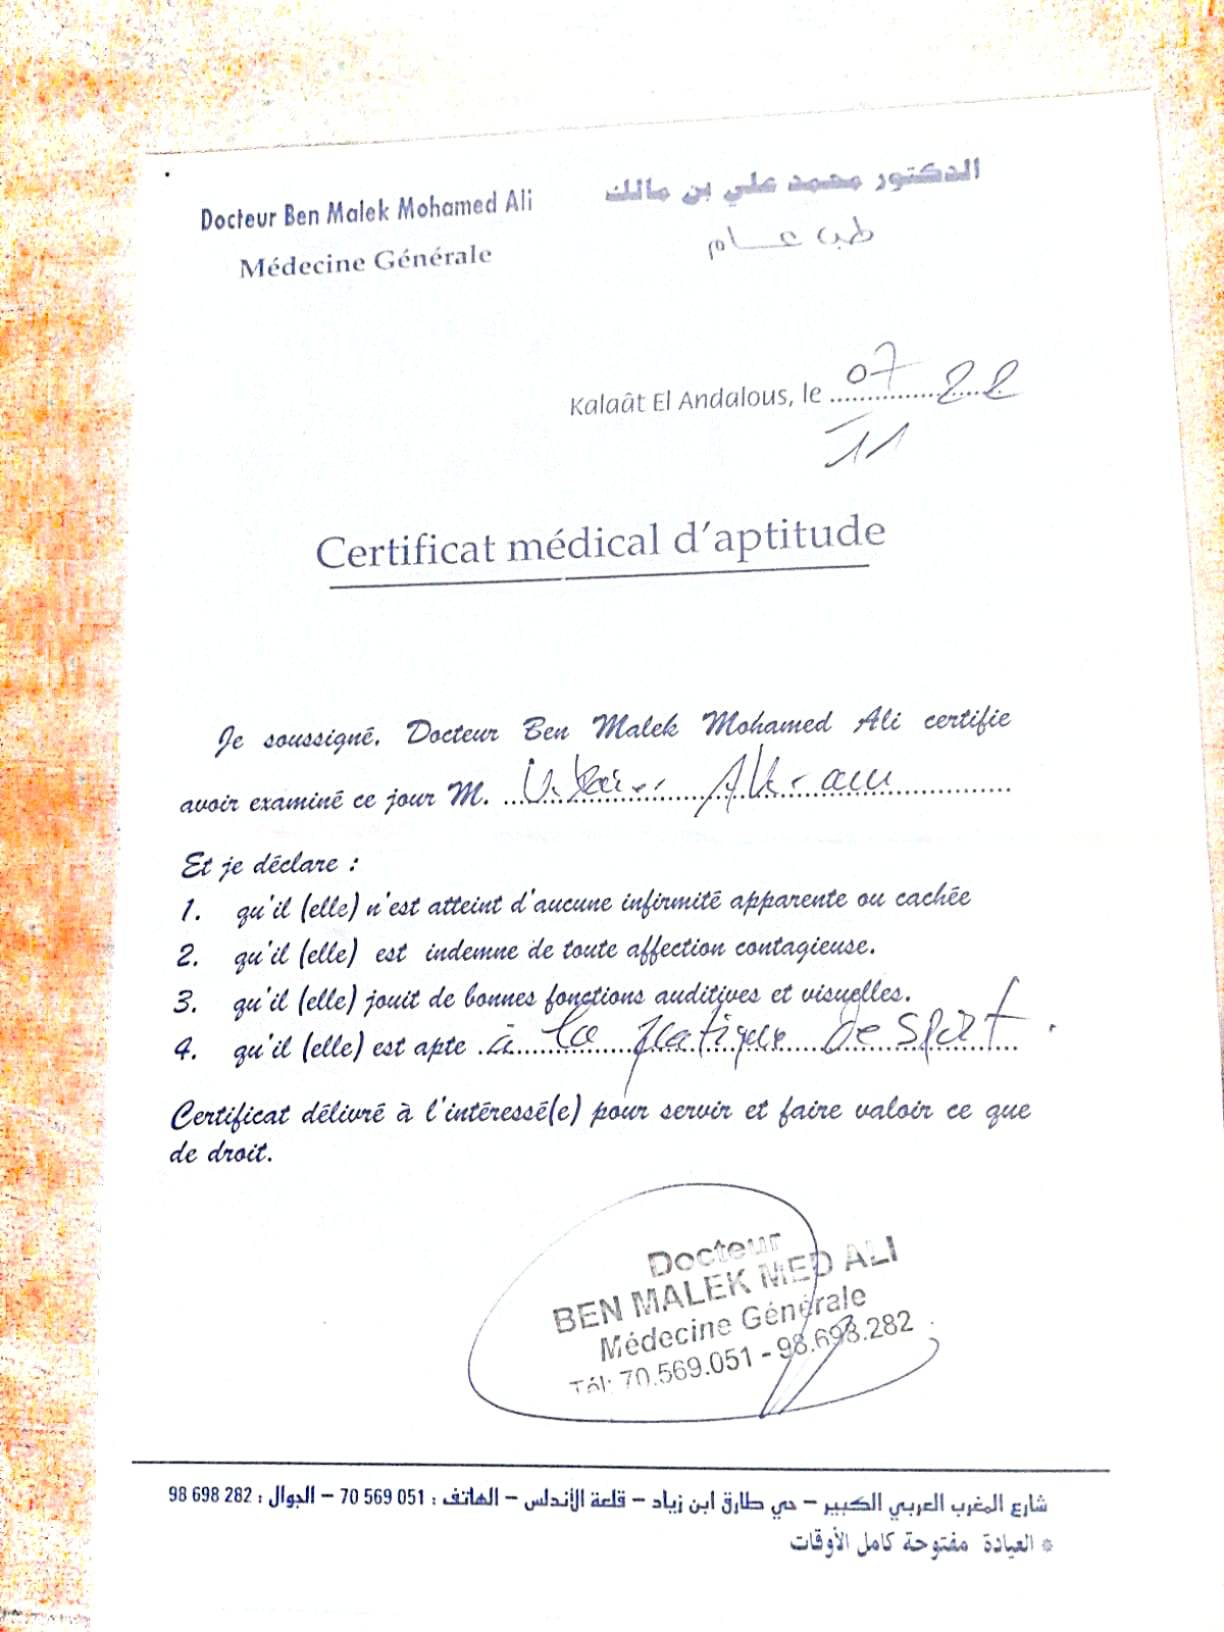 Docteur Ben Malek Mohamed Ali
Médecine Générale
الدكتور محمد علي بن مالك
طب عام
Kalaât El Andalous, le 07 22
11
Certificat médical d'aptitude
Je soussigné. Docteur Ben Malek Mohamed Ali certifie
avoir examiné ce jour M.
Et je déclare :
1. qu'il (elle) n'est atteint d'aucune infirmité apparente ou cachée
2. qu'il (elle) est indemne de toute affection contagieuse.
3. qu'il (elle) jouit de bonnes fonctions auditives et visuelles.
4. qu'il (elle) est apte à la pratique de sport.
Certificat délivré à l'intéressé(e) pour servir et faire valoir ce que
de droit.
Docteur
BEN MALEK MED ALI
Médecine Générale
Tél: 70.569.051 - 98.698.282
شارع المغرب العربي الكبير – حي طارق ابن زياد – قلعة الأندلس – الهاتف : 70 569 051 – الجوال : 98 698 282
* العيادة مفتوحة كامل الأوقات